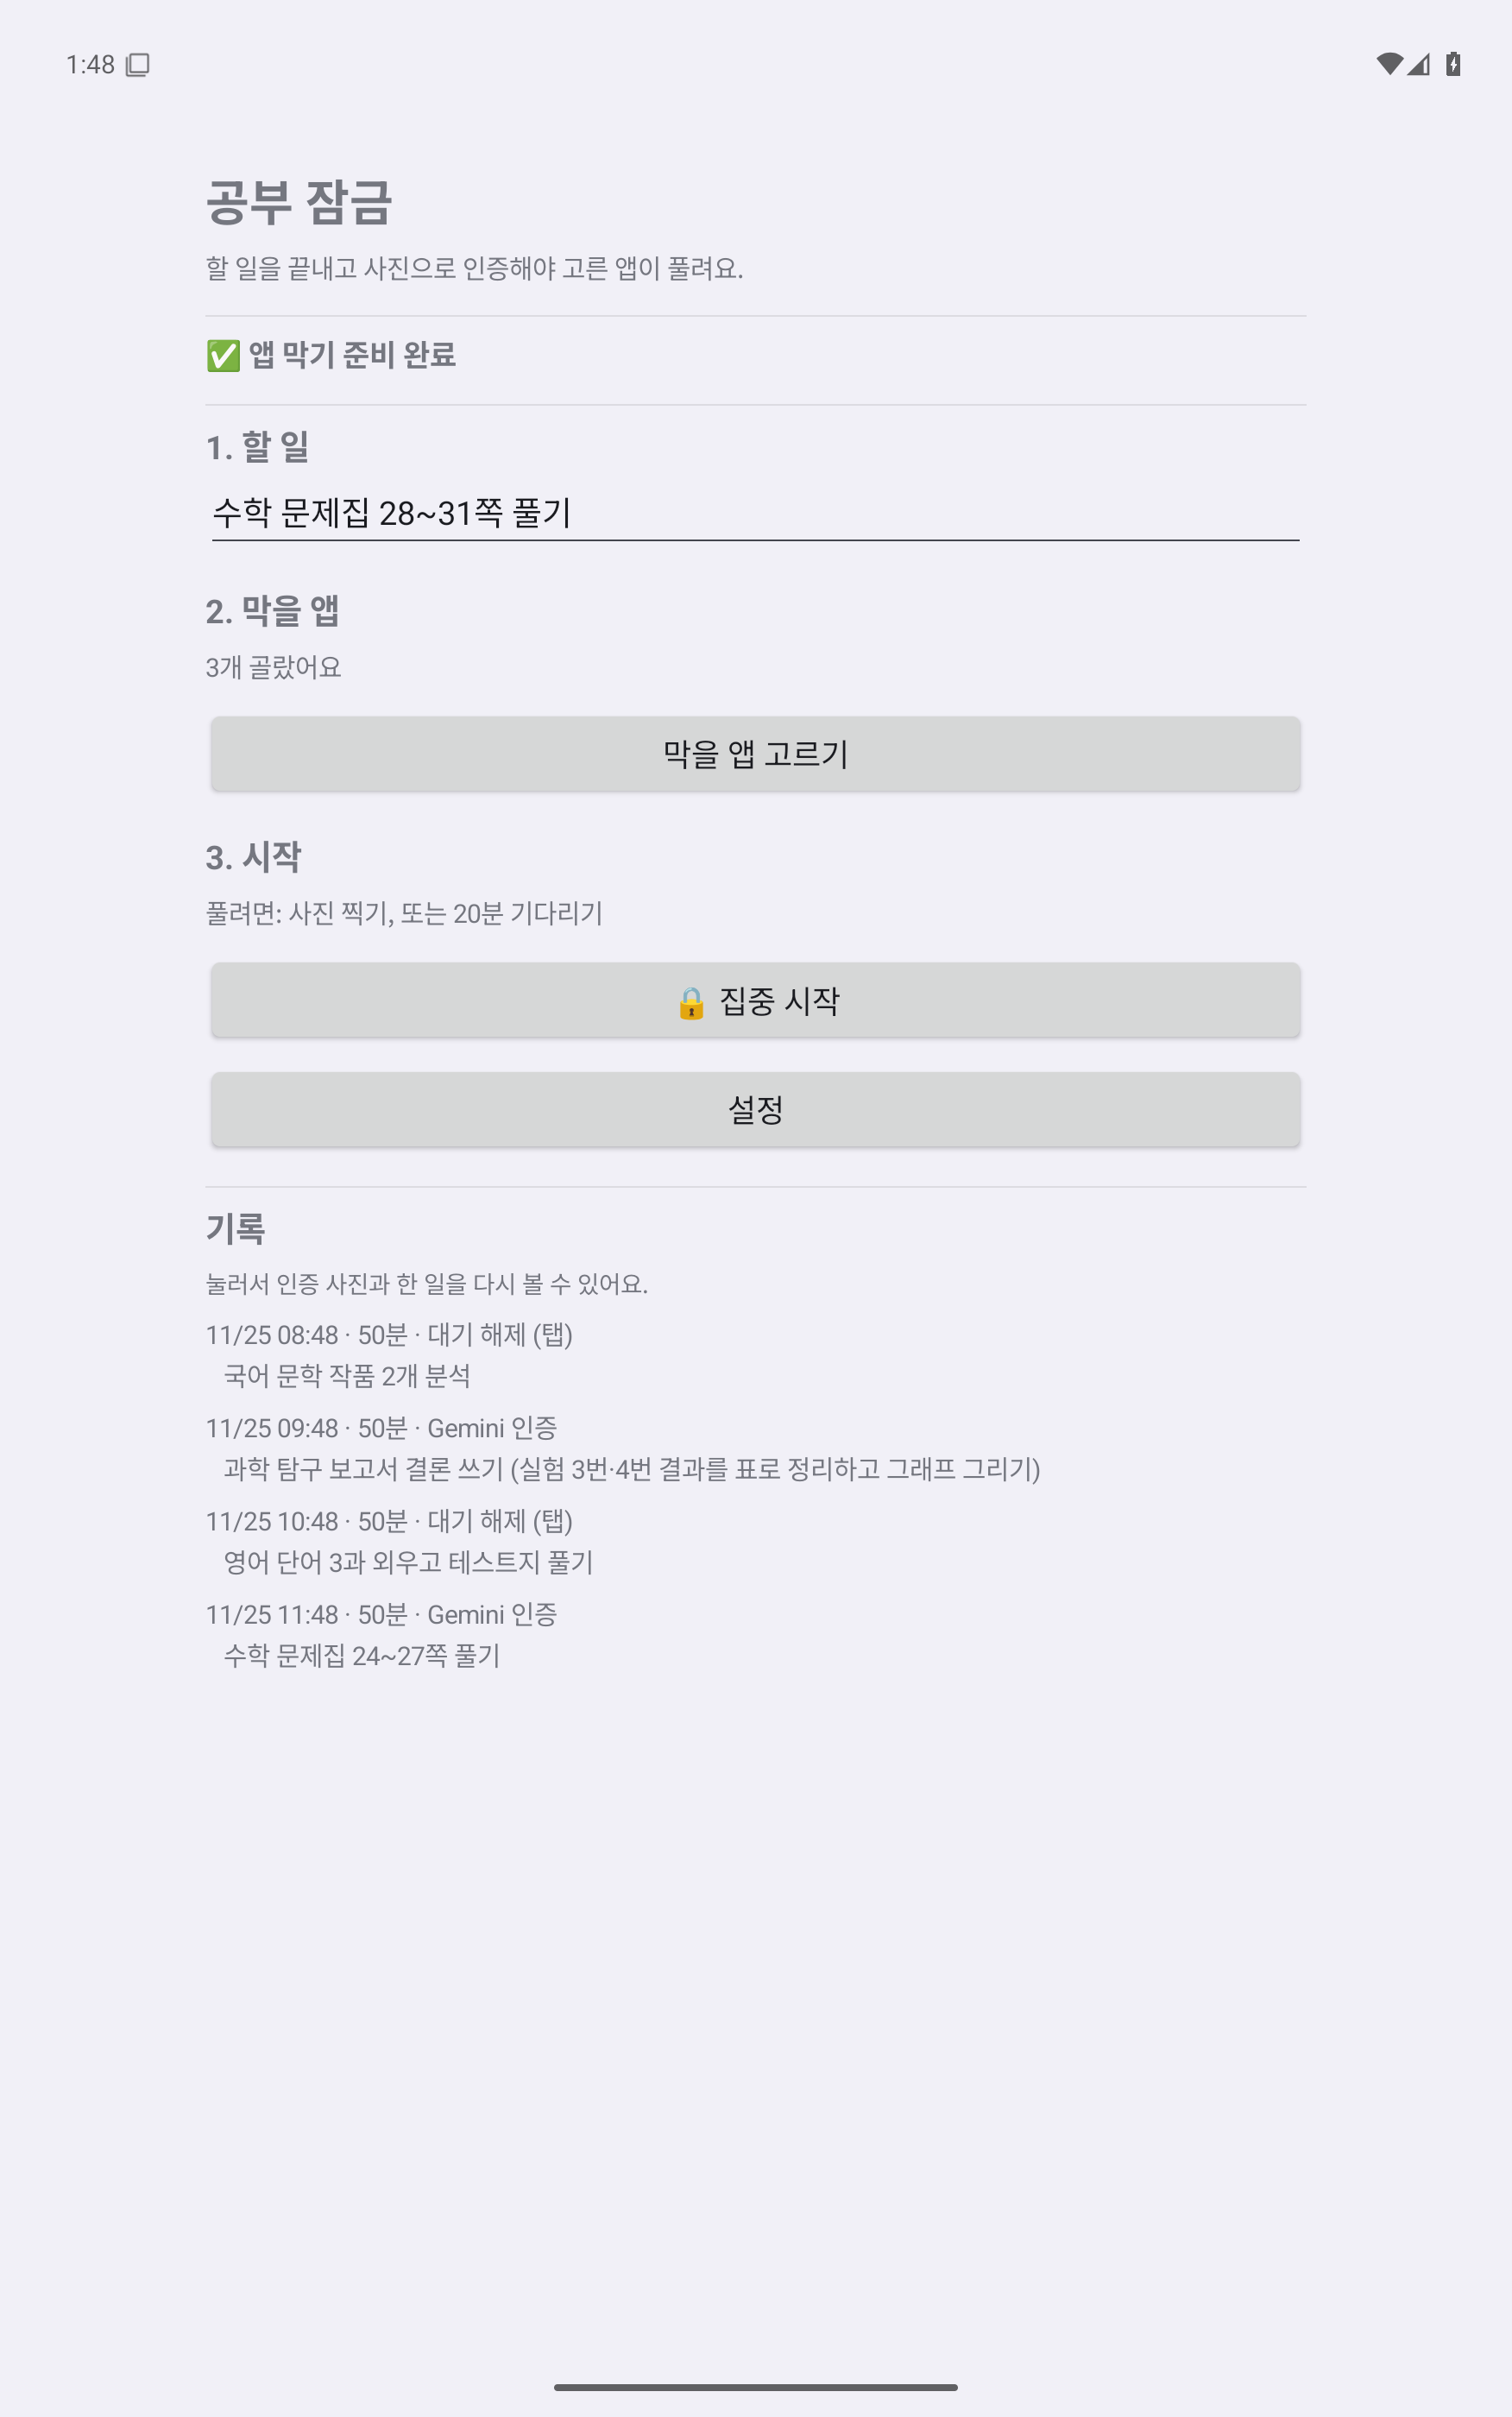 1:48
공부 잠금
할 일을 끝내고 사진으로 인증해야 고른 앱이 풀려요.
✅ 앱 막기 준비 완료
1. 할 일
수학 문제집 28~31쪽 풀기
2. 막을 앱
3개 골랐어요
막을 앱 고르기
3. 시작
풀려면: 사진 찍기, 또는 20분 기다리기
🔒 집중 시작
설정
기록
눌러서 인증 사진과 한 일을 다시 볼 수 있어요.
11/25 08:48 · 50분 · 대기 해제 (탭)
국어 문학 작품 2개 분석
11/25 09:48 · 50분 · Gemini 인증
과학 탐구 보고서 결론 쓰기 (실험 3번·4번 결과를 표로 정리하고 그래프 그리기)
11/25 10:48 · 50분 · 대기 해제 (탭)
영어 단어 3과 외우고 테스트지 풀기
11/25 11:48 · 50분 · Gemini 인증
수학 문제집 24~27쪽 풀기